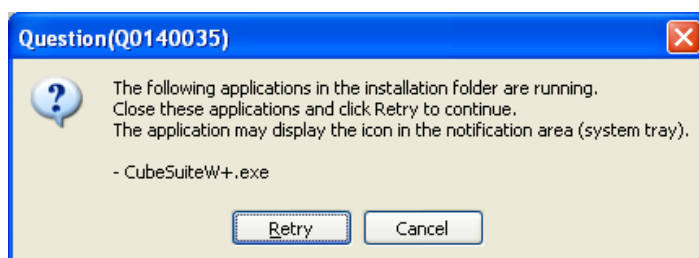 Question(Q0140035)
The following applications in the installation folder are running.
Close these applications and click Retry to continue.
The application may display the icon in the notification area (system tray).
- CubeSuiteW+.exe
Retry
Cancel